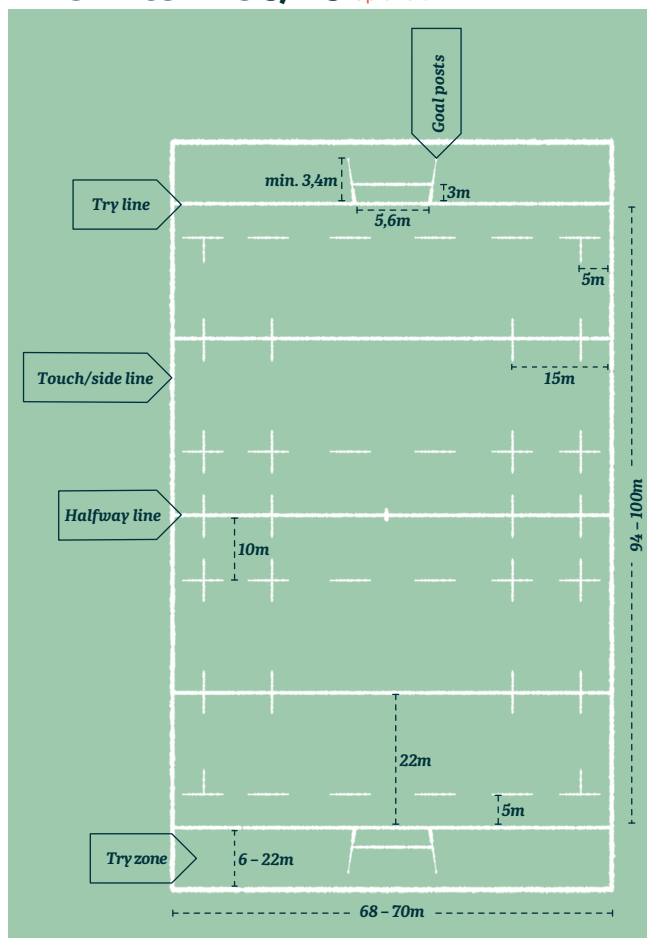 Goal posts
min. 3,4m
3m
Try line
5,6m
5m
Touch/side line
15m
94 – 100m
Halfway line
10m
22m
5m
Try zone
6 – 22m
68 – 70m